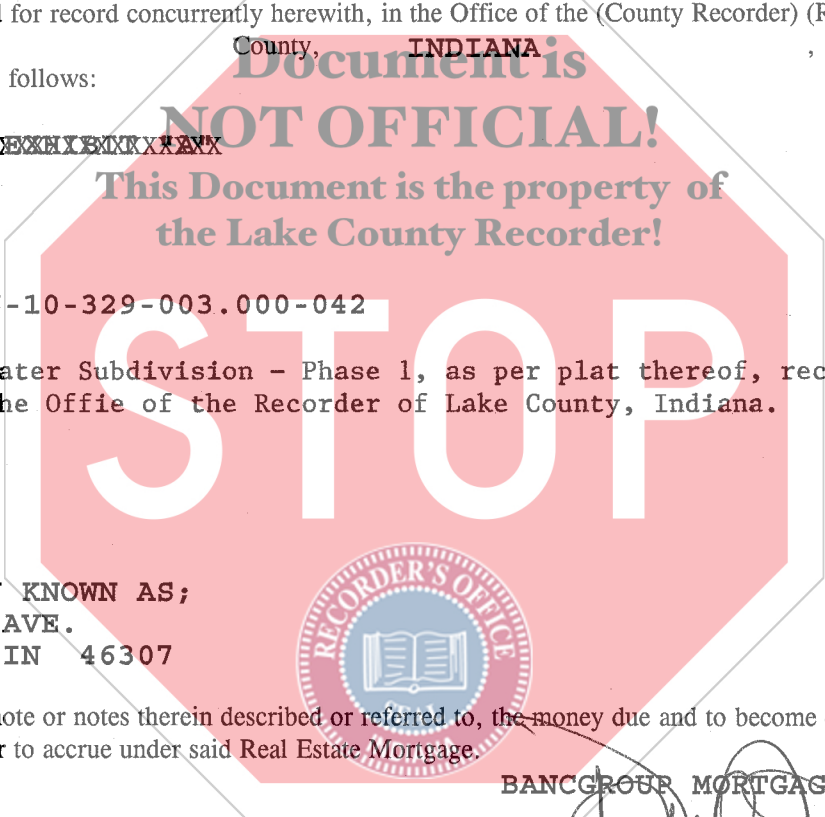 for record concurrently herewith, in the Office of the (County Recorder) (R
County, INDIANA ,
follows:
Document is
NOT OFFICIAL!
EXHISIT "A"
This Document is the property of
the Lake County Recorder!
-10-329-003.000-042
STOP
ater Subdivision - Phase 1, as per plat thereof, rec
he Offie of the Recorder of Lake County, Indiana.
KNOWN AS;
AVE.
IN 46307
RECORDER'S OFFICE
SEAL
note or notes therein described or referred to, the money due and to become
r to accrue under said Real Estate Mortgage.
BANCGROUP MORTGAG